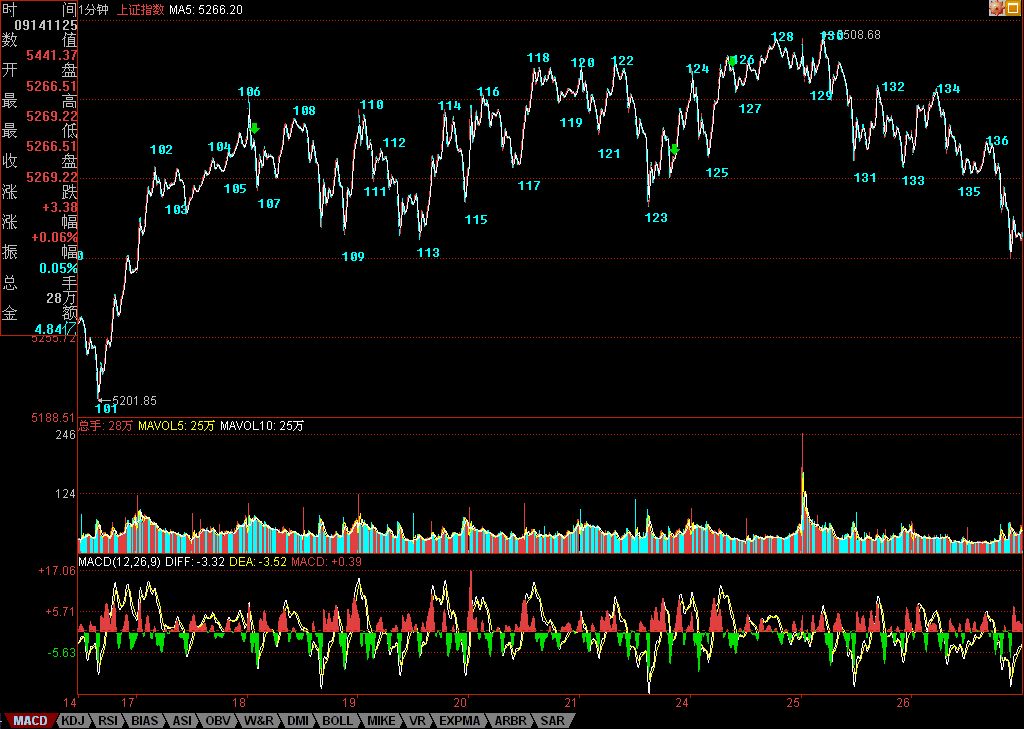 时 间 1分钟 上证指数 MA5: 5266.20
09141125
数 值
5441.37
开 盘
5266.51
最 高
5269.22
最 低
5266.51
收 盘
5269.22
涨 跌
+3.38
涨 幅
+0.06%
振 幅
0.05%
总 手
28万
金 额
4.84亿
5255.72
5188.51
101 102 103 104 105 106 107 108 109 110 111 112 113 114 115 116 117 118 119 120 121 122 123 124 125 126 127 128 129 130 131 132 133 134 135 136
5508.68
5201.85
总手: 28万 MAVOL5: 25万 MAVOL10: 25万
246
124
MACD(12,26,9) DIFF: -3.32 DEA: -3.52 MACD: +0.39
+17.06
+5.71
-5.63
14 17 18 19 20 21 24 25 26
MACD KDJ RSI BIAS ASI OBV W&R DMI BOLL MIKE VR EXPMA ARBR SAR